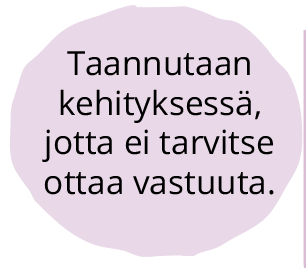 Taannutaan
kehityksessä,
jotta ei tarvitse
ottaa vastuuta.